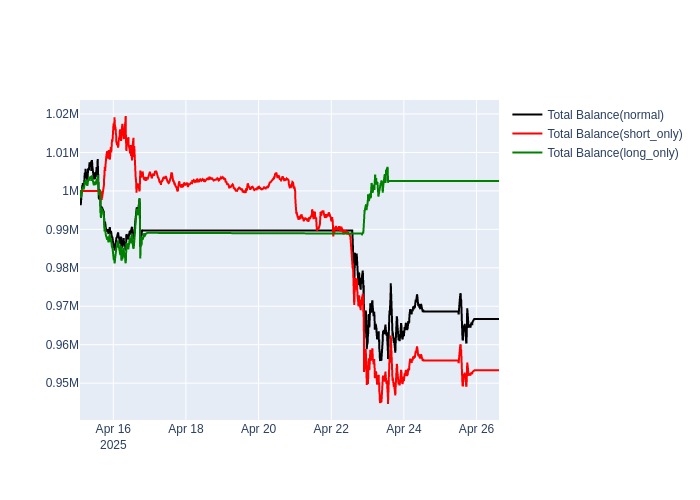 1.02M
1.01M
1M
0.99M
0.98M
0.97M
0.96M
0.95M
Apr 16
2025
Apr 18
Apr 20
Apr 22
Apr 24
Apr 26
Total Balance(normal)
Total Balance(short_only)
Total Balance(long_only)